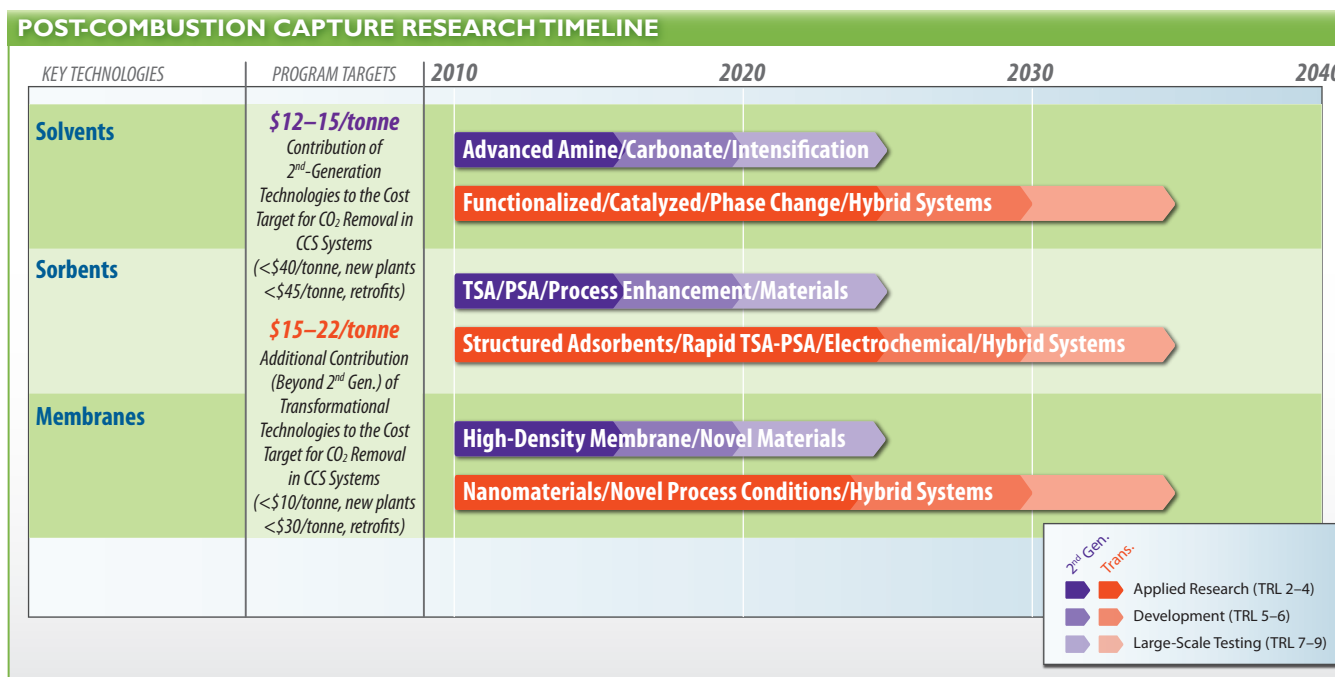 POST-COMBUSTION CAPTURE RESEARCH TIMELINE
KEY TECHNOLOGIES
PROGRAM TARGETS
2010
2020
2030
2040
Solvents
$12–15/tonne
Contribution of
2nd-Generation
Technologies to the Cost
Target for CO2 Removal in
CCS Systems
(<$40/tonne, new plants
<$45/tonne, retrofits)
Advanced Amine/Carbonate/Intensification
Functionalized/Catalyzed/Phase Change/Hybrid Systems
Sorbents
$15–22/tonne
Additional Contribution
(Beyond 2nd Gen.) of
Transformational
Technologies to the Cost
Target for CO2 Removal
in CCS Systems
(<$10/tonne, new plants
<$30/tonne, retrofits)
TSA/PSA/Process Enhancement/Materials
Structured Adsorbents/Rapid TSA-PSA/Electrochemical/Hybrid Systems
Membranes
High-Density Membrane/Novel Materials
Nanomaterials/Novel Process Conditions/Hybrid Systems
2nd Gen.
Trans.
Applied Research (TRL 2–4)
Development (TRL 5–6)
Large-Scale Testing (TRL 7–9)